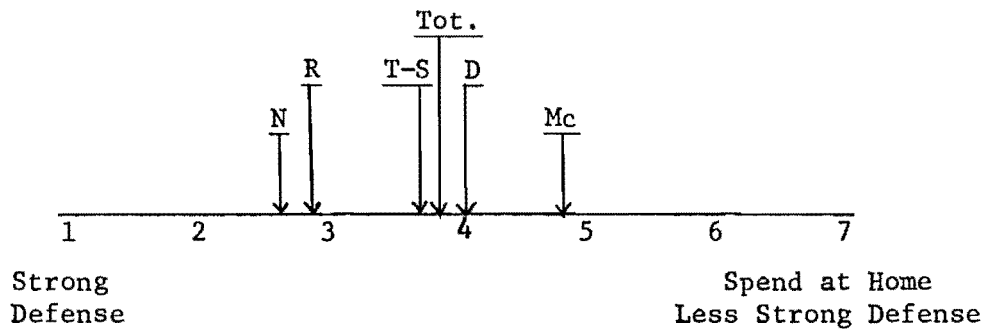 Tot.
R T-S D
N Mc
1 2 3 4 5 6 7
Strong Spend at Home
Defense Less Strong Defense